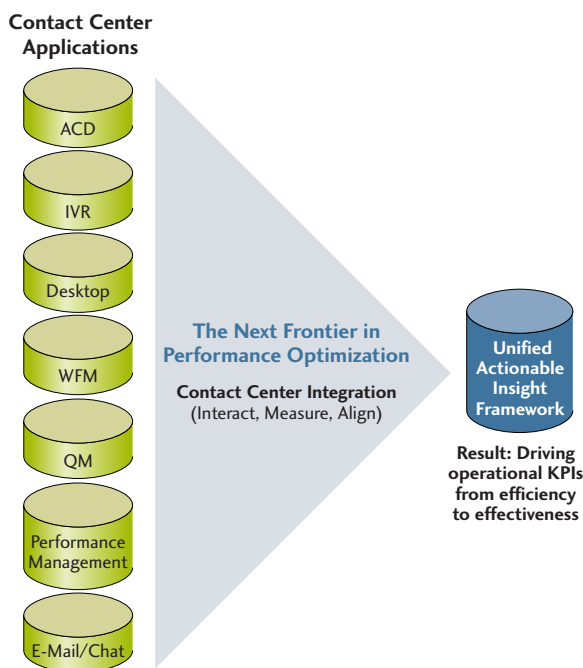 Contact Center
Applications
ACD
IVR
Desktop
WFM
QM
Performance
Management
E-Mail/Chat
The Next Frontier in
Performance Optimization
Contact Center Integration
(Interact, Measure, Align)
Unified
Actionable
Insight
Framework
Result: Driving
operational KPIs
from efficiency
to effectiveness